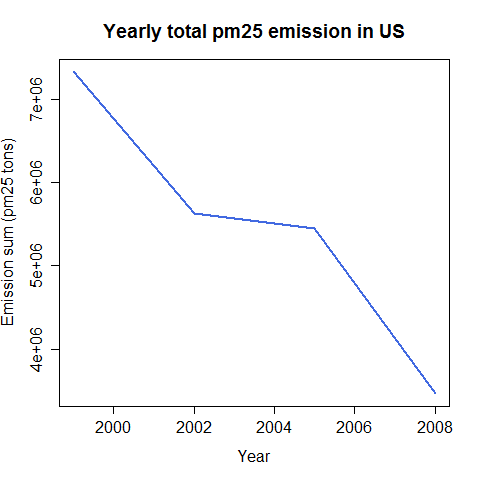 Yearly total pm25 emission in US
Emission sum (pm25 tons)
7e+06
6e+06
5e+06
4e+06
2000 2002 2004 2006 2008
Year